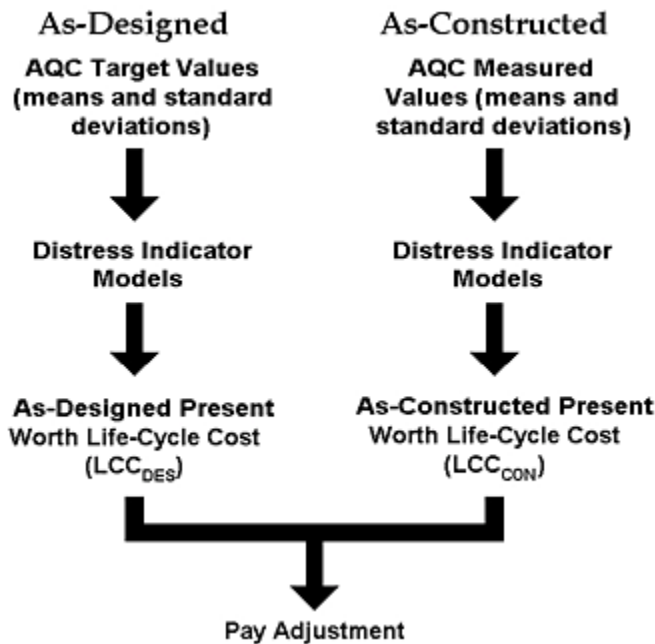 As-Designed
AQC Target Values
(means and standard
deviations)
Distress Indicator
Models
As-Designed Present
Worth Life-Cycle Cost
(LCC_DES)
As-Constructed
AQC Measured
Values (means and
standard deviations)
Distress Indicator
Models
As-Constructed Present
Worth Life-Cycle Cost
(LCC_CON)
Pay Adjustment